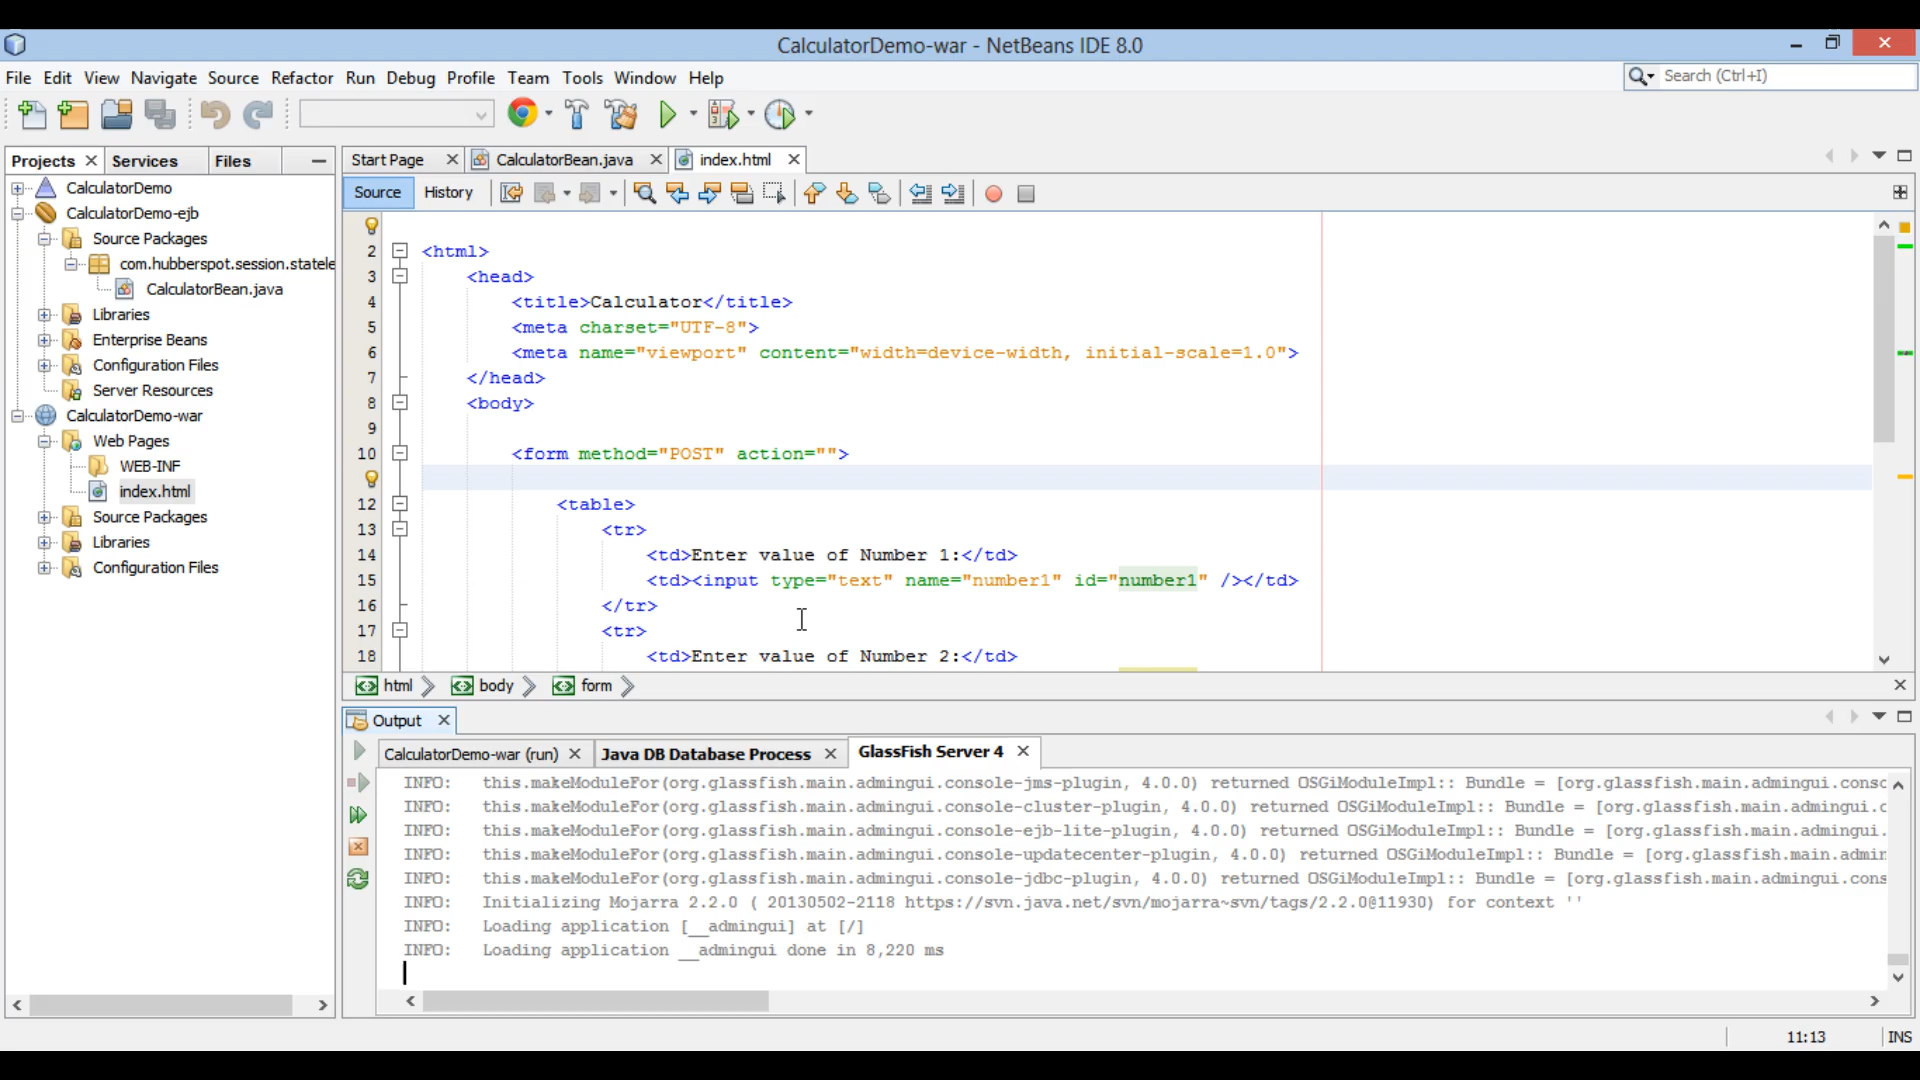 CalculatorDemo-war - NetBeans IDE 8.0
File Edit View Navigate Source Refactor Run Debug Profile Team Tools Window Help
Search (Ctrl+I)
Projects Services Files
CalculatorDemo
CalculatorDemo-ejb
Source Packages
com.hubberspot.session.statele
CalculatorBean.java
Libraries
Enterprise Beans
Configuration Files
Server Resources
CalculatorDemo-war
Web Pages
WEB-INF
index.html
Source Packages
Libraries
Configuration Files
Start Page CalculatorBean.java index.html
Source History
2 <html>
3 <head>
4 <title>Calculator</title>
5 <meta charset="UTF-8">
6 <meta name="viewport" content="width=device-width, initial-scale=1.0">
7 </head>
8 <body>
9
10 <form method="POST" action="">
12 <table>
13 <tr>
14 <td>Enter value of Number 1:</td>
15 <td><input type="text" name="number1" id="number1" /></td>
16 </tr>
17 <tr>
18 <td>Enter value of Number 2:</td>
html body form
Output
CalculatorDemo-war (run) Java DB Database Process GlassFish Server 4
INFO: this.makeModuleFor(org.glassfish.main.admingui.console-jms-plugin, 4.0.0) returned OSGiModuleImpl:: Bundle = [org.glassfish.main.admingui.consc
INFO: this.makeModuleFor(org.glassfish.main.admingui.console-cluster-plugin, 4.0.0) returned OSGiModuleImpl:: Bundle = [org.glassfish.main.admingui.c
INFO: this.makeModuleFor(org.glassfish.main.admingui.console-ejb-lite-plugin, 4.0.0) returned OSGiModuleImpl:: Bundle = [org.glassfish.main.admingui.
INFO: this.makeModuleFor(org.glassfish.main.admingui.console-updatecenter-plugin, 4.0.0) returned OSGiModuleImpl:: Bundle = [org.glassfish.main.admin
INFO: this.makeModuleFor(org.glassfish.main.admingui.console-jdbc-plugin, 4.0.0) returned OSGiModuleImpl:: Bundle = [org.glassfish.main.admingui.cons
INFO: Initializing Mojarra 2.2.0 ( 20130502-2118 https://svn.java.net/svn/mojarra~svn/tags/2.2.0@11930) for context ''
INFO: Loading application [__admingui] at [/]
INFO: Loading application __admingui done in 8,220 ms
11:13 INS